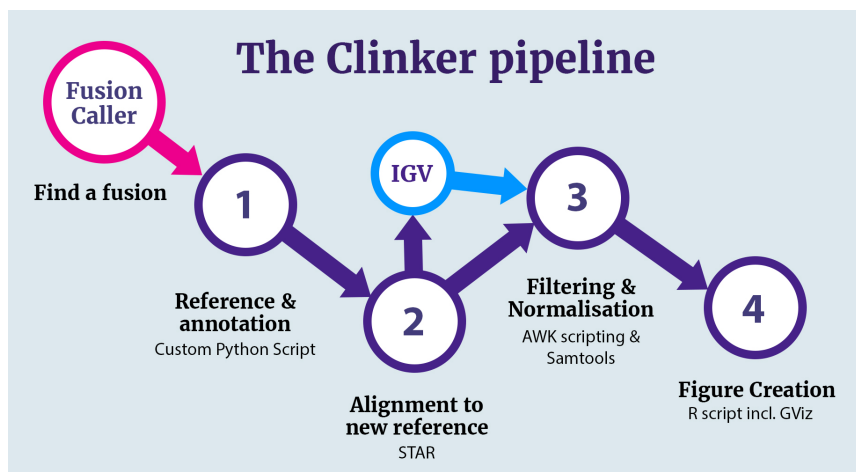 The Clinker pipeline
Fusion
Caller
Find a fusion
1
Reference &
annotation
Custom Python Script
IGV
2
Alignment to
new reference
STAR
3
Filtering &
Normalisation
AWK scripting &
Samtools
4
Figure Creation
R script incl. GViz